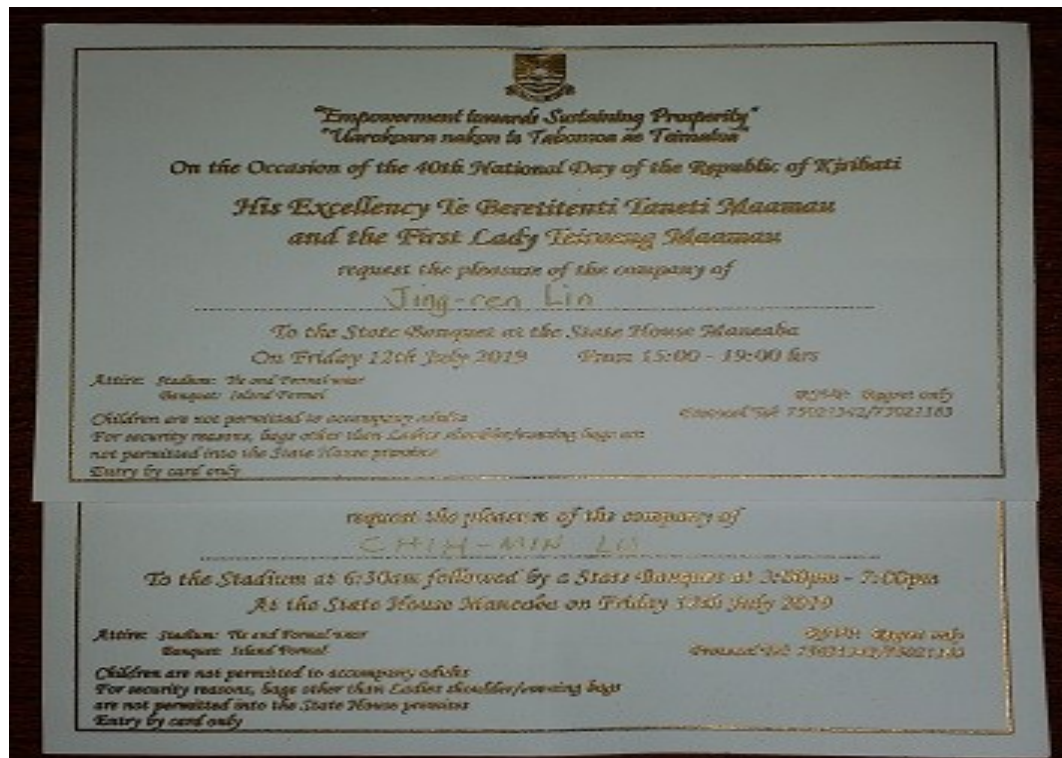 "Empowerment towards Sustaining Prosperity"
nakon te Tabomoa ae Teimatoa"
On the Occasion of the 40th National Day of the Republic of Kiribati
His Excellency Te Beretitenti Taneti Maamau
and the First Lady Teiraeng Maamau
request the pleasure of the company of
Jing-ren Lin
To the State Banquet at the State House Maneaba
On Friday 12th July 2019 From 15:00 - 19:00 hrs
Attire: Stadium: Tie and Formal wear
Banquet: Island Formal
RSVP: Regret only
Protocol Tel:
Children are not permitted to accompany adults
For security reasons, bags other than Ladies shoulder/evening bags are
not permitted into the State House premises
Entry by card only
request the pleasure of the company of
CHIH-MIN
To the Stadium at 6:30am followed by a State Banquet at 3:00pm - 7:00pm
At the State House Maneaba on Friday 12th July 2019
Attire: Stadium: Tie and Formal wear
Banquet: Island Formal
RSVP: Regret only
Protocol Tel:
Children are not permitted to accompany adults
For security reasons, bags other than Ladies shoulder/evening bags
are not permitted into the State House premises
Entry by card only